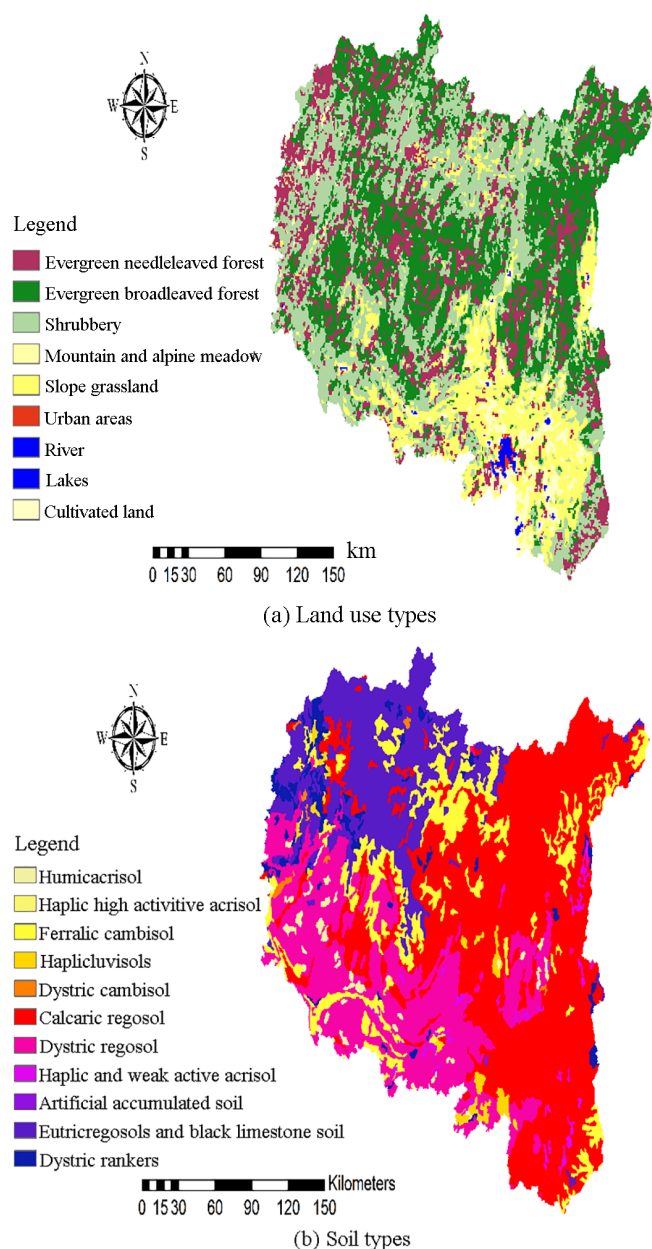 N
W E
S
Legend
Evergreen needleleaved forest
Evergreen broadleaved forest
Shrubbery
Mountain and alpine meadow
Slope grassland
Urban areas
River
Lakes
Cultivated land
km
0 15 30 60 90 120 150
(a) Land use types
N
W E
S
Legend
Humicacrisol
Haplic high activitive acrisol
Ferralic cambisol
Haplicluvisols
Dystric cambisol
Calcaric regosol
Dystric regosol
Haplic and weak active acrisol
Artificial accumulated soil
Eutricregosols and black limestone soil
Dystric rankers
Kilometers
0 15 30 60 90 120 150
(b) Soil types